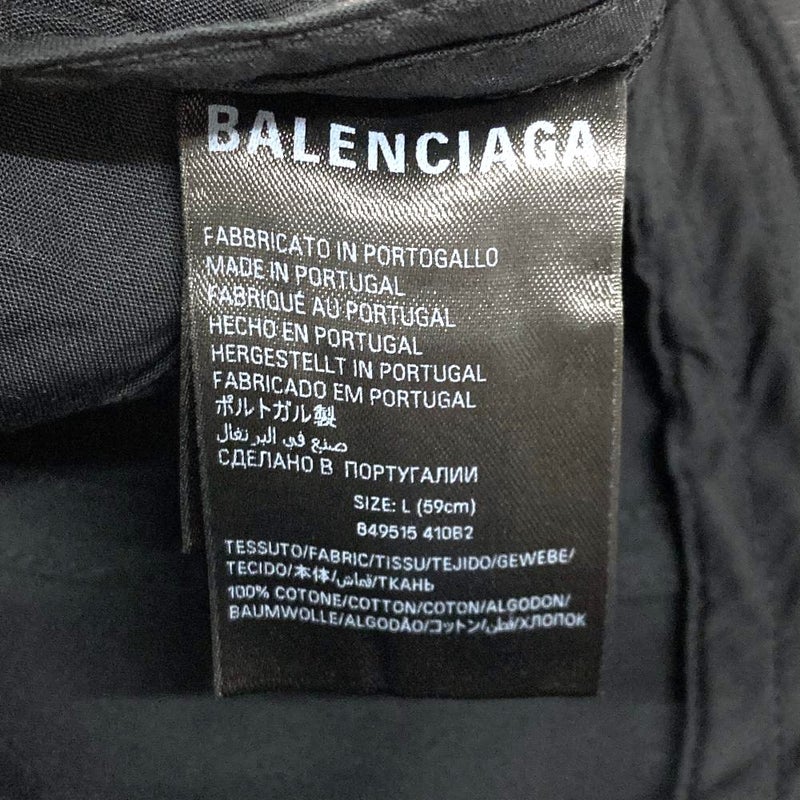 BALENCIAGA
FABBRICATO IN PORTOGALLO
MADE IN PORTUGAL
FABRIQUÉ AU PORTUGAL
HECHO EN PORTUGAL
HERGESTELLT IN PORTUGAL
FABRICADO EM PORTUGAL
ポルトガル製
صنع في البرتغال
СДЕЛАНО В ПОРТУГАЛИИ
SIZE: L (59cm)
849515 410B2
TESSUTO/FABRIC/TISSU/TEJIDO/GEWEBE/
TECIDO/本体/قماش/ТКАНЬ
100% COTONE/COTTON/COTON/ALGODON/
BAUMWOLLE/ALGODÃO/コットン/قطن/ХЛОПОК